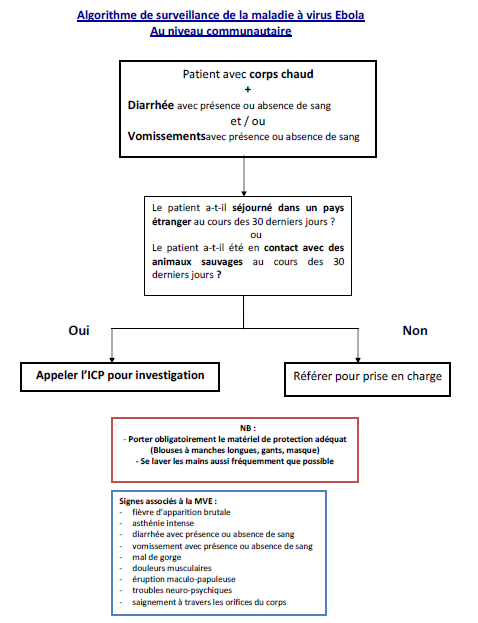 Algorithme de surveillance de la maladie à virus Ebola
Au niveau communautaire
Patient avec corps chaud
+
Diarrhée avec présence ou absence de sang
et / ou
Vomissementsavec présence ou absence de sang
Le patient a-t-il séjourné dans un pays
étranger au cours des 30 derniers jours ?
ou
Le patient a-t-il été en contact avec des
animaux sauvages au cours des 30
derniers jours ?
Oui
Non
Appeler l'ICP pour investigation
Référer pour prise en charge
NB :
- Porter obligatoirement le matériel de protection adéquat
(Blouses à manches longues, gants, masque)
- Se laver les mains aussi fréquemment que possible
Signes associés à la MVE :
- fièvre d'apparition brutale
- asthénie intense
- diarrhée avec présence ou absence de sang
- vomissement avec présence ou absence de sang
- mal de gorge
- douleurs musculaires
- éruption maculo-papuleuse
- troubles neuro-psychiques
- saignement à travers les orifices du corps